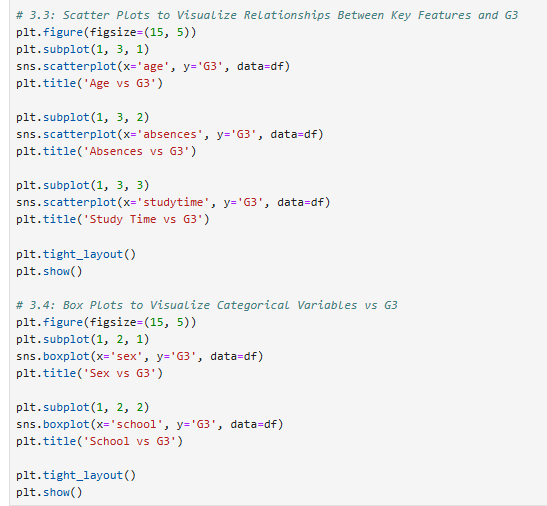 # 3.3: Scatter Plots to Visualize Relationships Between Key Features and G3
plt.figure(figsize=(15, 5))
plt.subplot(1, 3, 1)
sns.scatterplot(x='age', y='G3', data=df)
plt.title('Age vs G3')

plt.subplot(1, 3, 2)
sns.scatterplot(x='absences', y='G3', data=df)
plt.title('Absences vs G3')

plt.subplot(1, 3, 3)
sns.scatterplot(x='studytime', y='G3', data=df)
plt.title('Study Time vs G3')

plt.tight_layout()
plt.show()

# 3.4: Box Plots to Visualize Categorical Variables vs G3
plt.figure(figsize=(15, 5))
plt.subplot(1, 2, 1)
sns.boxplot(x='sex', y='G3', data=df)
plt.title('Sex vs G3')

plt.subplot(1, 2, 2)
sns.boxplot(x='school', y='G3', data=df)
plt.title('School vs G3')

plt.tight_layout()
plt.show()